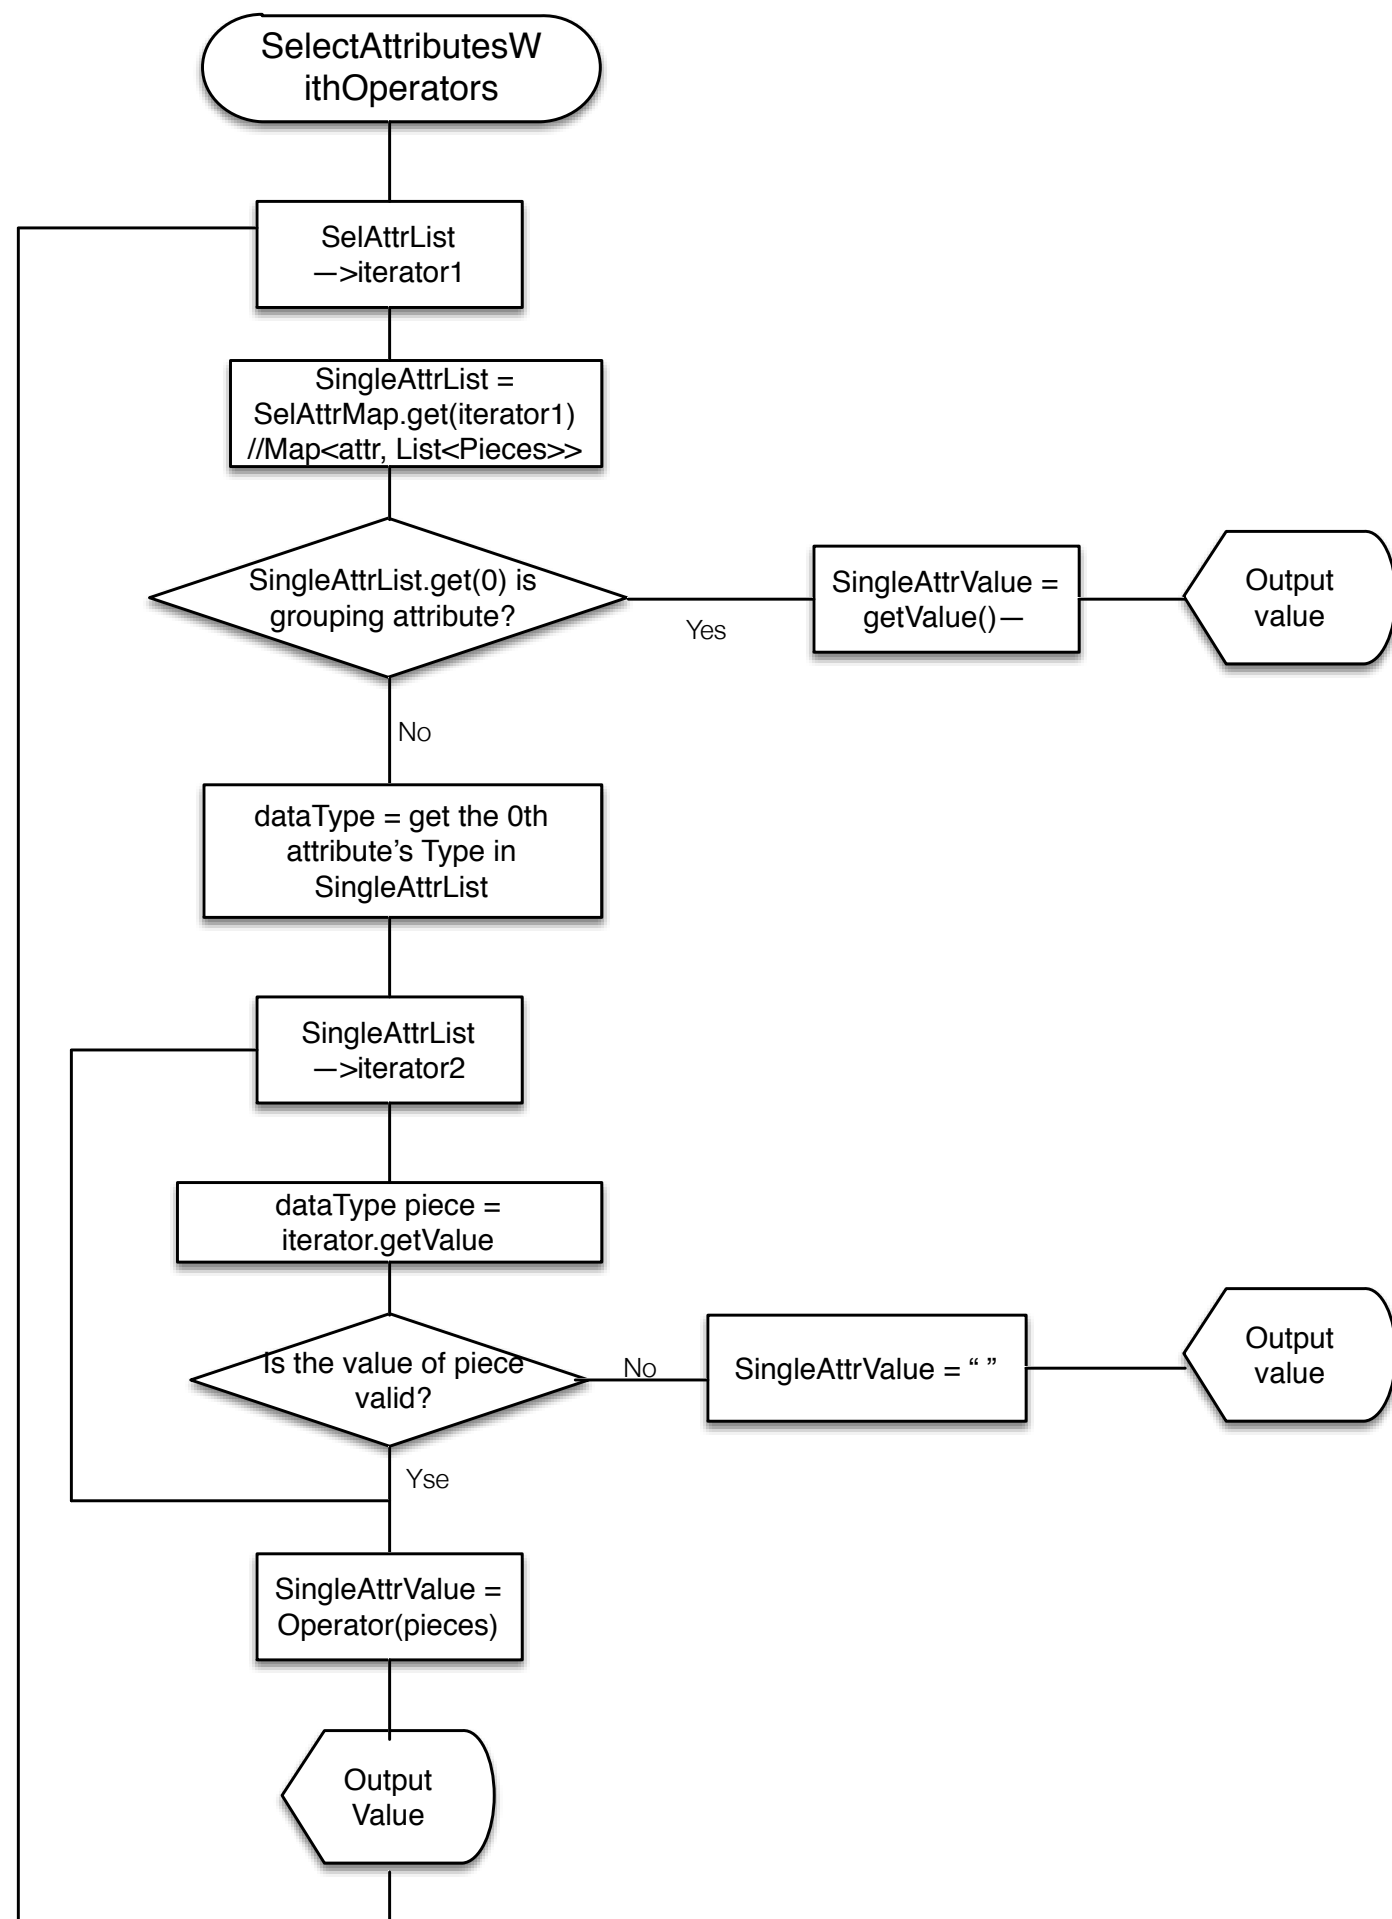 SelectAttributesW
ithOperators
SelAttrList
—>iterator1
SingleAttrList =
SelAttrMap.get(iterator1)
//Map<attr, List<Pieces>>
SingleAttrList.get(0) is
grouping attribute?
Yes
SingleAttrValue =
getValue()—
Output
value
No
dataType = get the 0th
attribute’s Type in
SingleAttrList
SingleAttrList
—>iterator2
dataType piece =
iterator.getValue
Is the value of piece
valid?
No
SingleAttrValue = “ ”
Output
value
Yse
SingleAttrValue =
Operator(pieces)
Output
Value